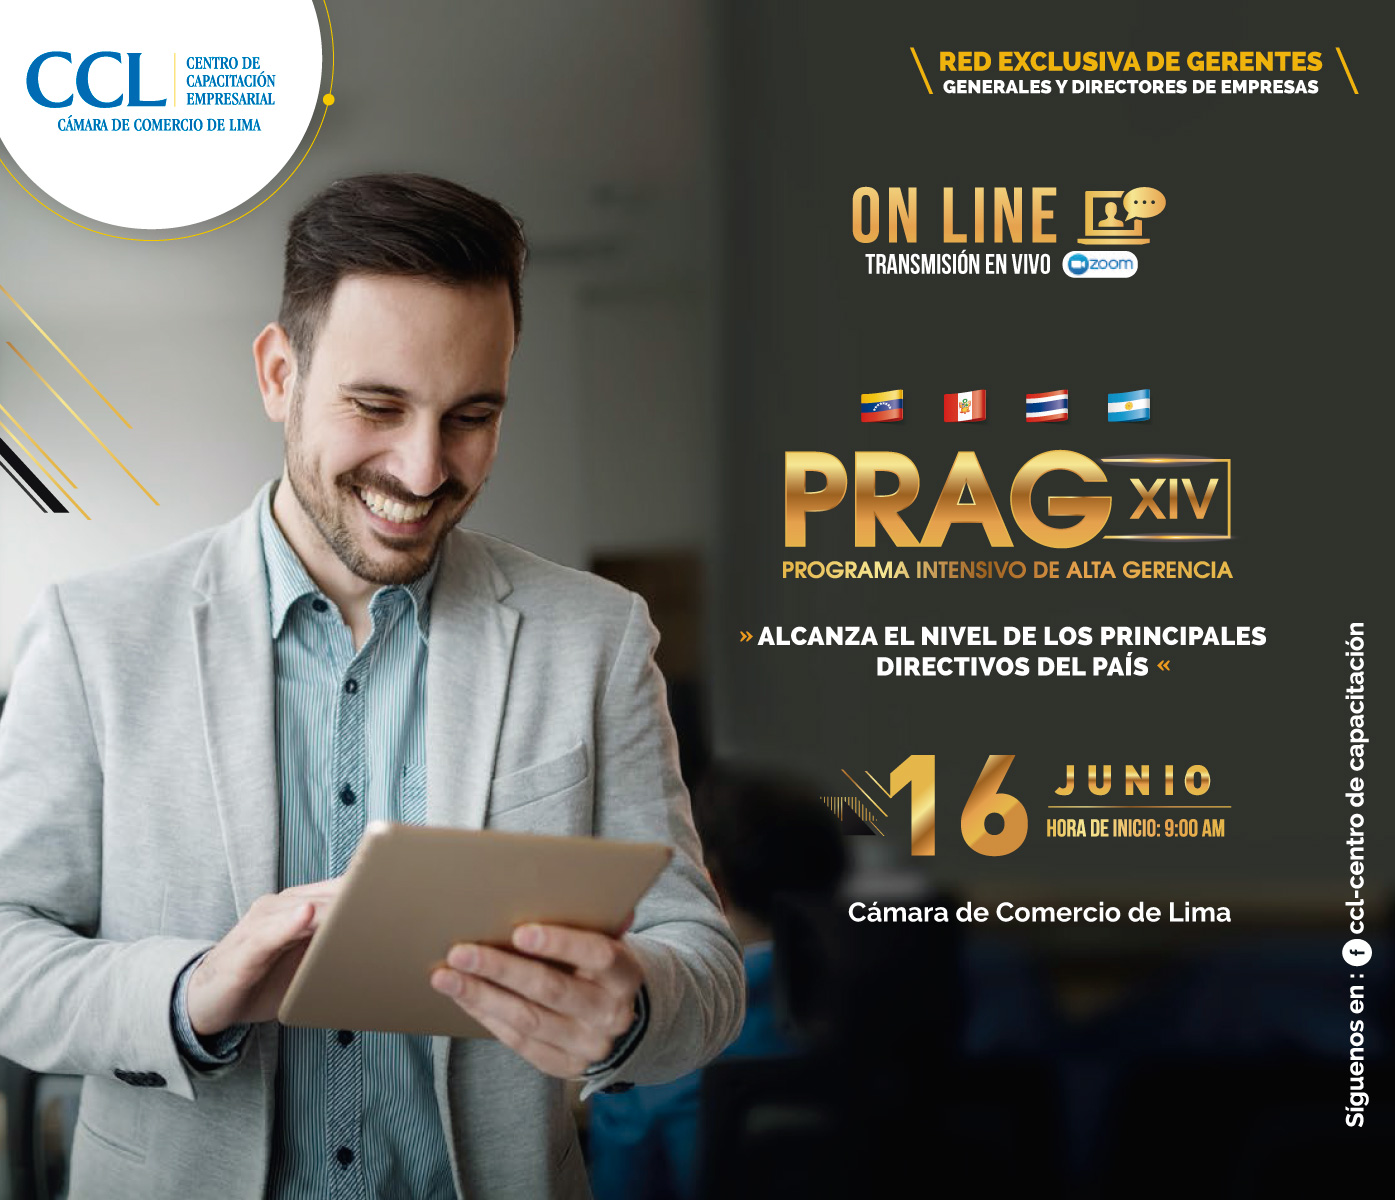 CCL
CENTRO DE
CAPACITACIÓN
EMPRESARIAL
CÁMARA DE COMERCIO DE LIMA
RED EXCLUSIVA DE GERENTES
GENERALES Y DIRECTORES DE EMPRESAS
ON LINE
TRANSMISIÓN EN VIVO zoom
PRAG XIV
PROGRAMA INTENSIVO DE ALTA GERENCIA
» ALCANZA EL NIVEL DE LOS PRINCIPALES
DIRECTIVOS DEL PAÍS «
16 JUNIO
HORA DE INICIO: 9:00 AM
Cámara de Comercio de Lima
Síguenos en : f ccl-centro de capacitación